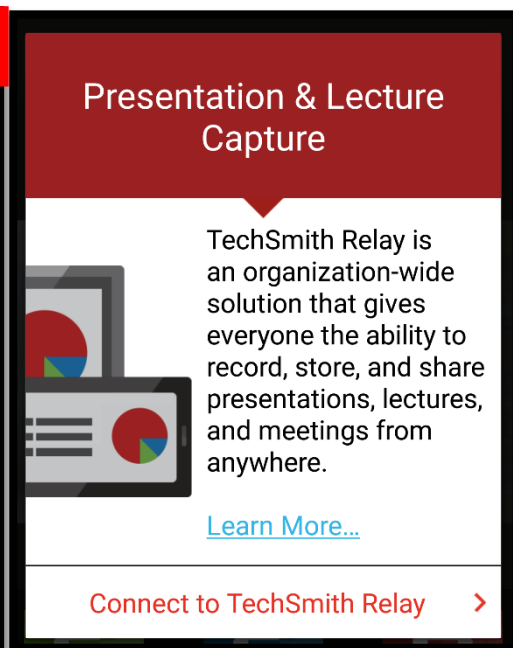 Presentation & Lecture
Capture
TechSmith Relay is
an organization-wide
solution that gives
everyone the ability to
record, store, and share
presentations, lectures,
and meetings from
anywhere.
Learn More...
Connect to TechSmith Relay